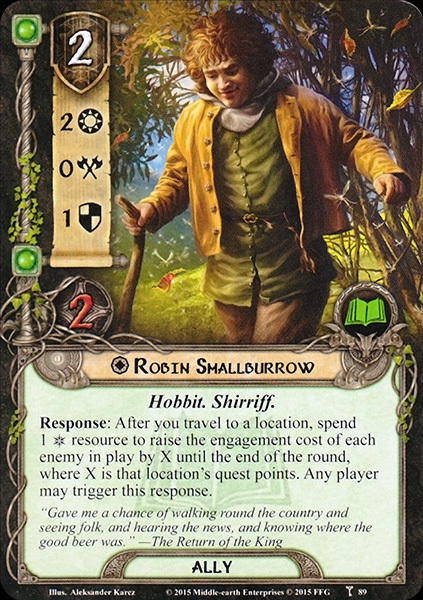 2
2
0
1
2
Robin Smallburrow
Hobbit. Shirriff.
Response: After you travel to a location, spend
1 resource to raise the engagement cost of each
enemy in play by X until the end of the round,
where X is that location's quest points. Any player
may trigger this response.
"Gave me a chance of walking round the country and
seeing folk, and hearing the news, and knowing where the
good beer was." —The Return of the King
ALLY
Illus. Aleksander Karcz © 2015 Middle-earth Enterprises © 2015 FFG 89